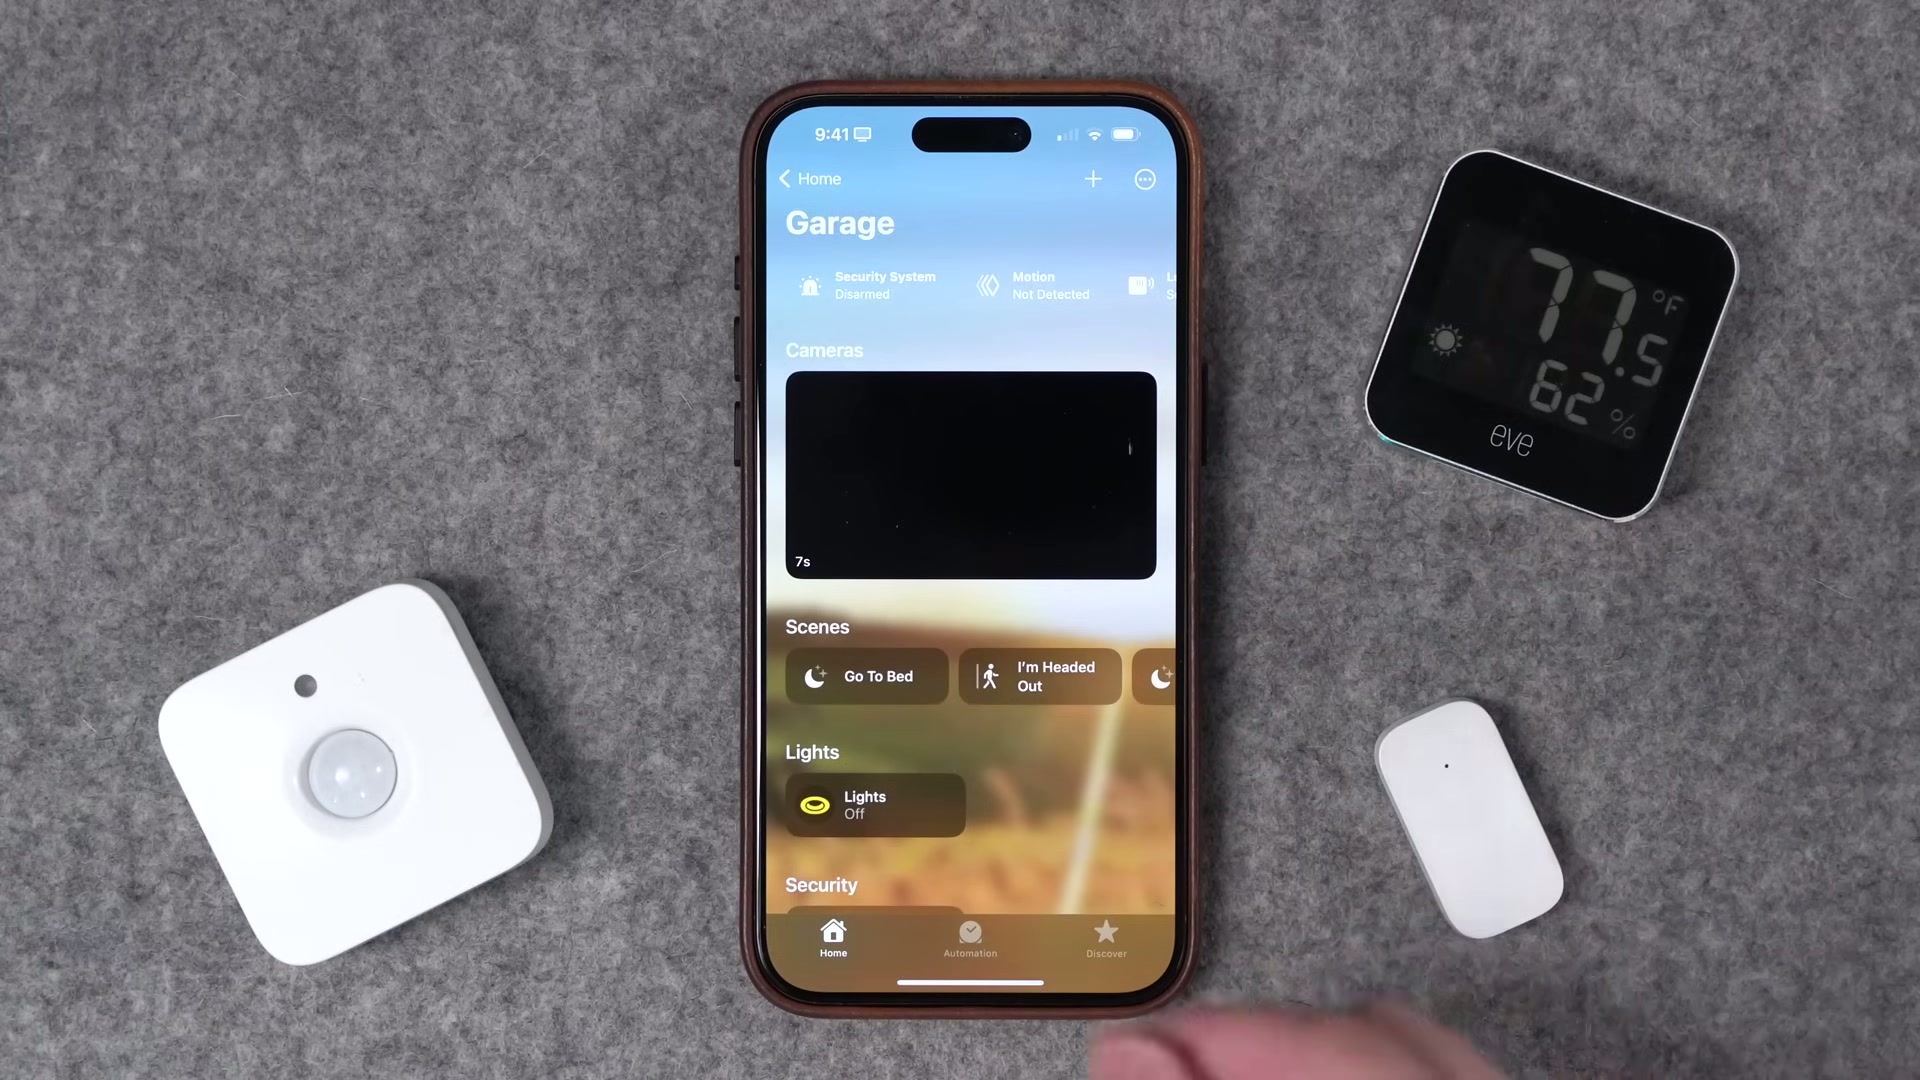 9:41
Home
Garage
Security System
Disarmed
Motion
Not Detected
Cameras
7s
Scenes
Go To Bed
I'm Headed
Out
Lights
Lights
Off
Security
Home
Automation
Discover
77.5 °F
62 %
eve